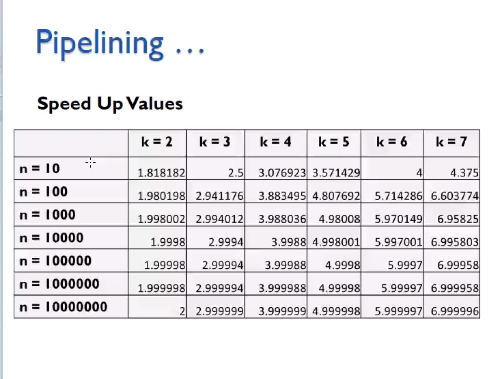 Pipelining ...
Speed Up Values
k = 2 k = 3 k = 4 k = 5 k = 6 k = 7
n = 10 1.818182 2.5 3.076923 3.571429 4 4.375
n = 100 1.980198 2.941176 3.883495 4.807692 5.714286 6.603774
n = 1000 1.998002 2.994012 3.988036 4.98008 5.970149 6.95825
n = 10000 1.9998 2.9994 3.9988 4.998001 5.997001 6.995803
n = 100000 1.99998 2.99994 3.99988 4.9998 5.9997 6.99958
n = 1000000 1.999998 2.999994 3.999988 4.99998 5.99997 6.999958
n = 10000000 2 2.999999 3.999999 4.999998 5.999997 6.999996